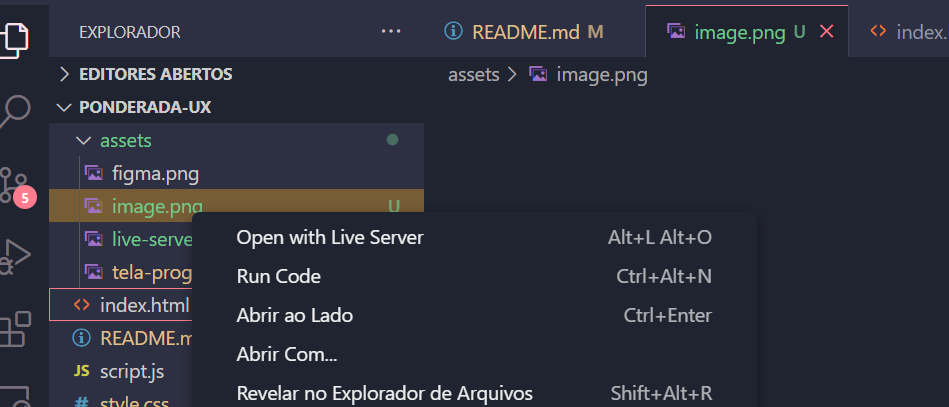 EXPLORADOR ...
README.md M
image.png U
index.
EDITORES ABERTOS
assets > image.png
PONDERADA-UX
assets
figma.png
image.png U
live-serve
Open with Live Server Alt+L Alt+O
tela-prog
Run Code Ctrl+Alt+N
5
index.html
Abrir ao Lado Ctrl+Enter
README.m
Abrir Com...
JS script.js
Revelar no Explorador de Arquivos Shift+Alt+R
# style.css